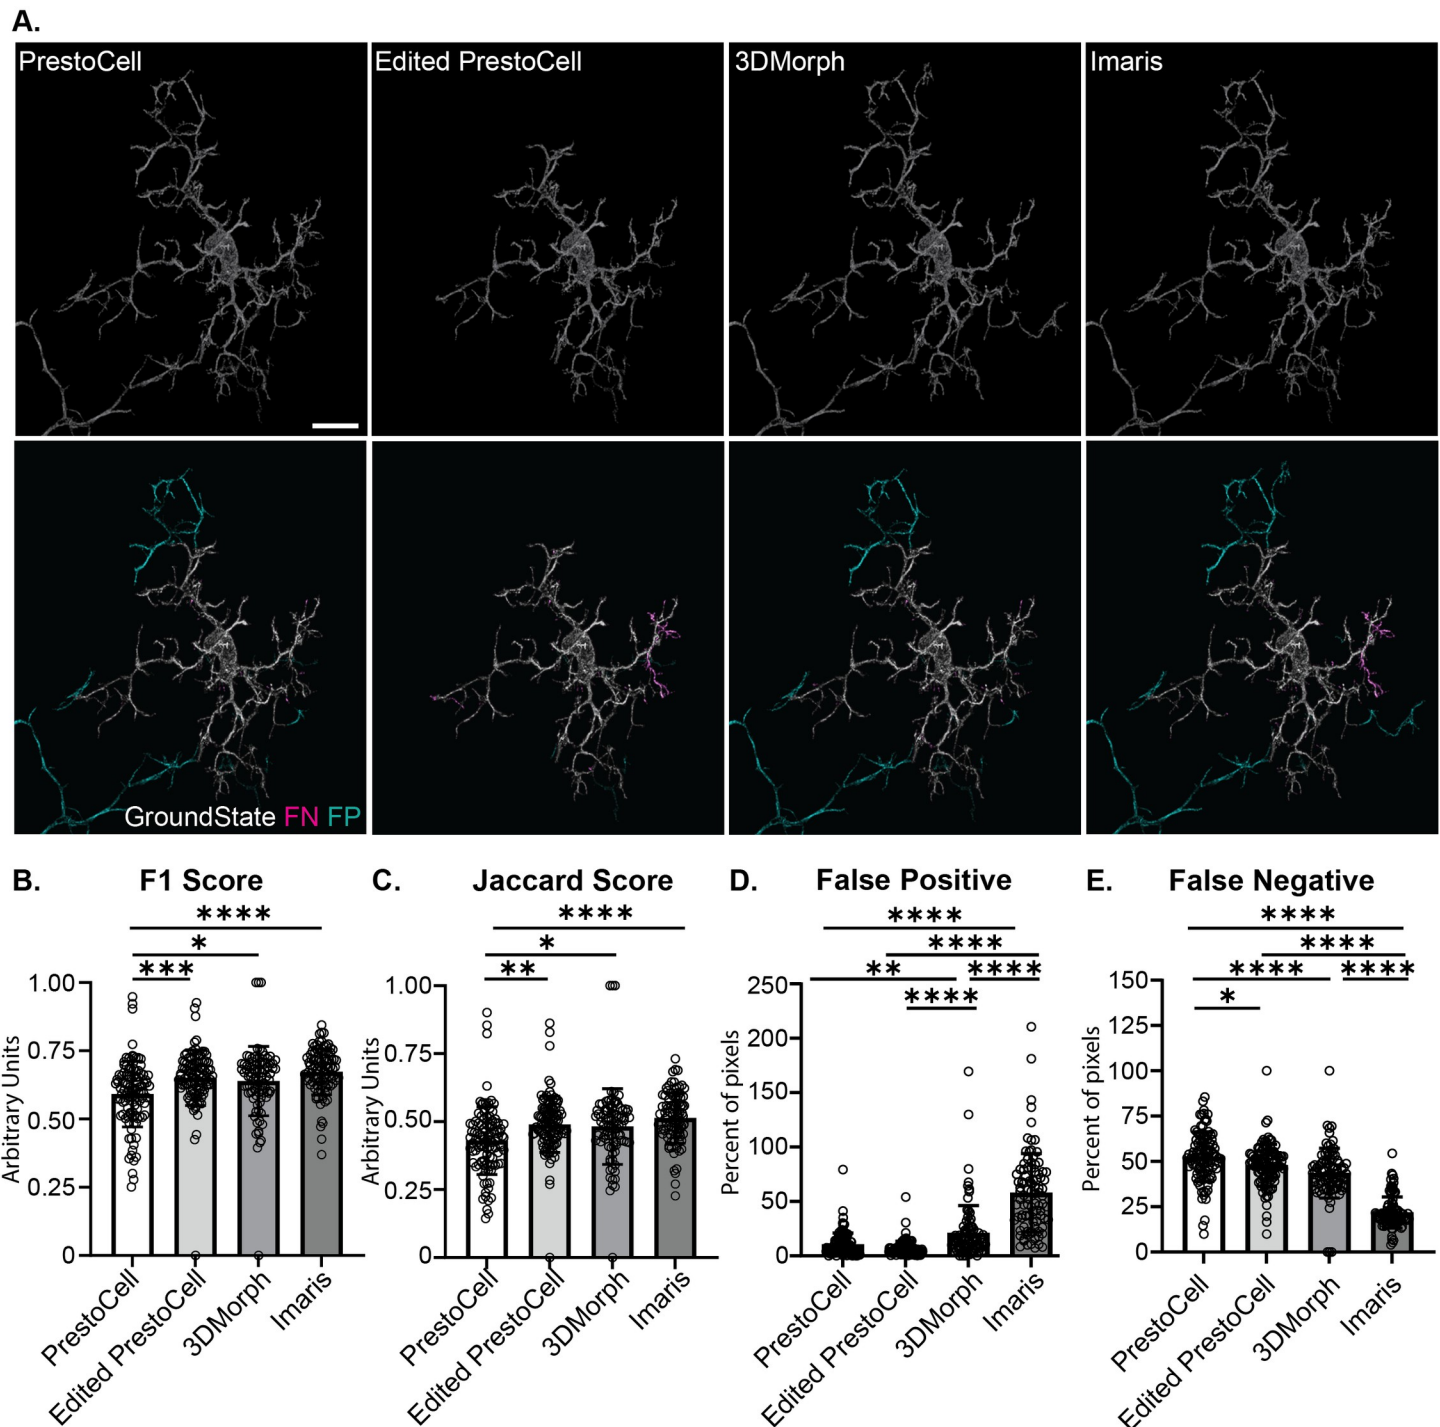 A.
PrestoCell
Edited PrestoCell
3DMorph
Imaris
GroundState FN FP
B.
F1 Score
****
*
***
1.00
0.75
0.50
0.25
0
Arbitrary Units
PrestoCell
Edited PrestoCell
3DMorph
Imaris
C.
Jaccard Score
****
*
**
1.00
0.75
0.50
0.25
0
Arbitrary Units
PrestoCell
Edited PrestoCell
3DMorph
Imaris
D.
False Positive
****
****
** ****
****
250
200
150
100
50
0
Percent of pixels
PrestoCell
Edited PrestoCell
3DMorph
Imaris
E.
False Negative
****
****
**** ****
*
150
125
100
75
50
25
0
Percent of pixels
PrestoCell
Edited PrestoCell
3DMorph
Imaris